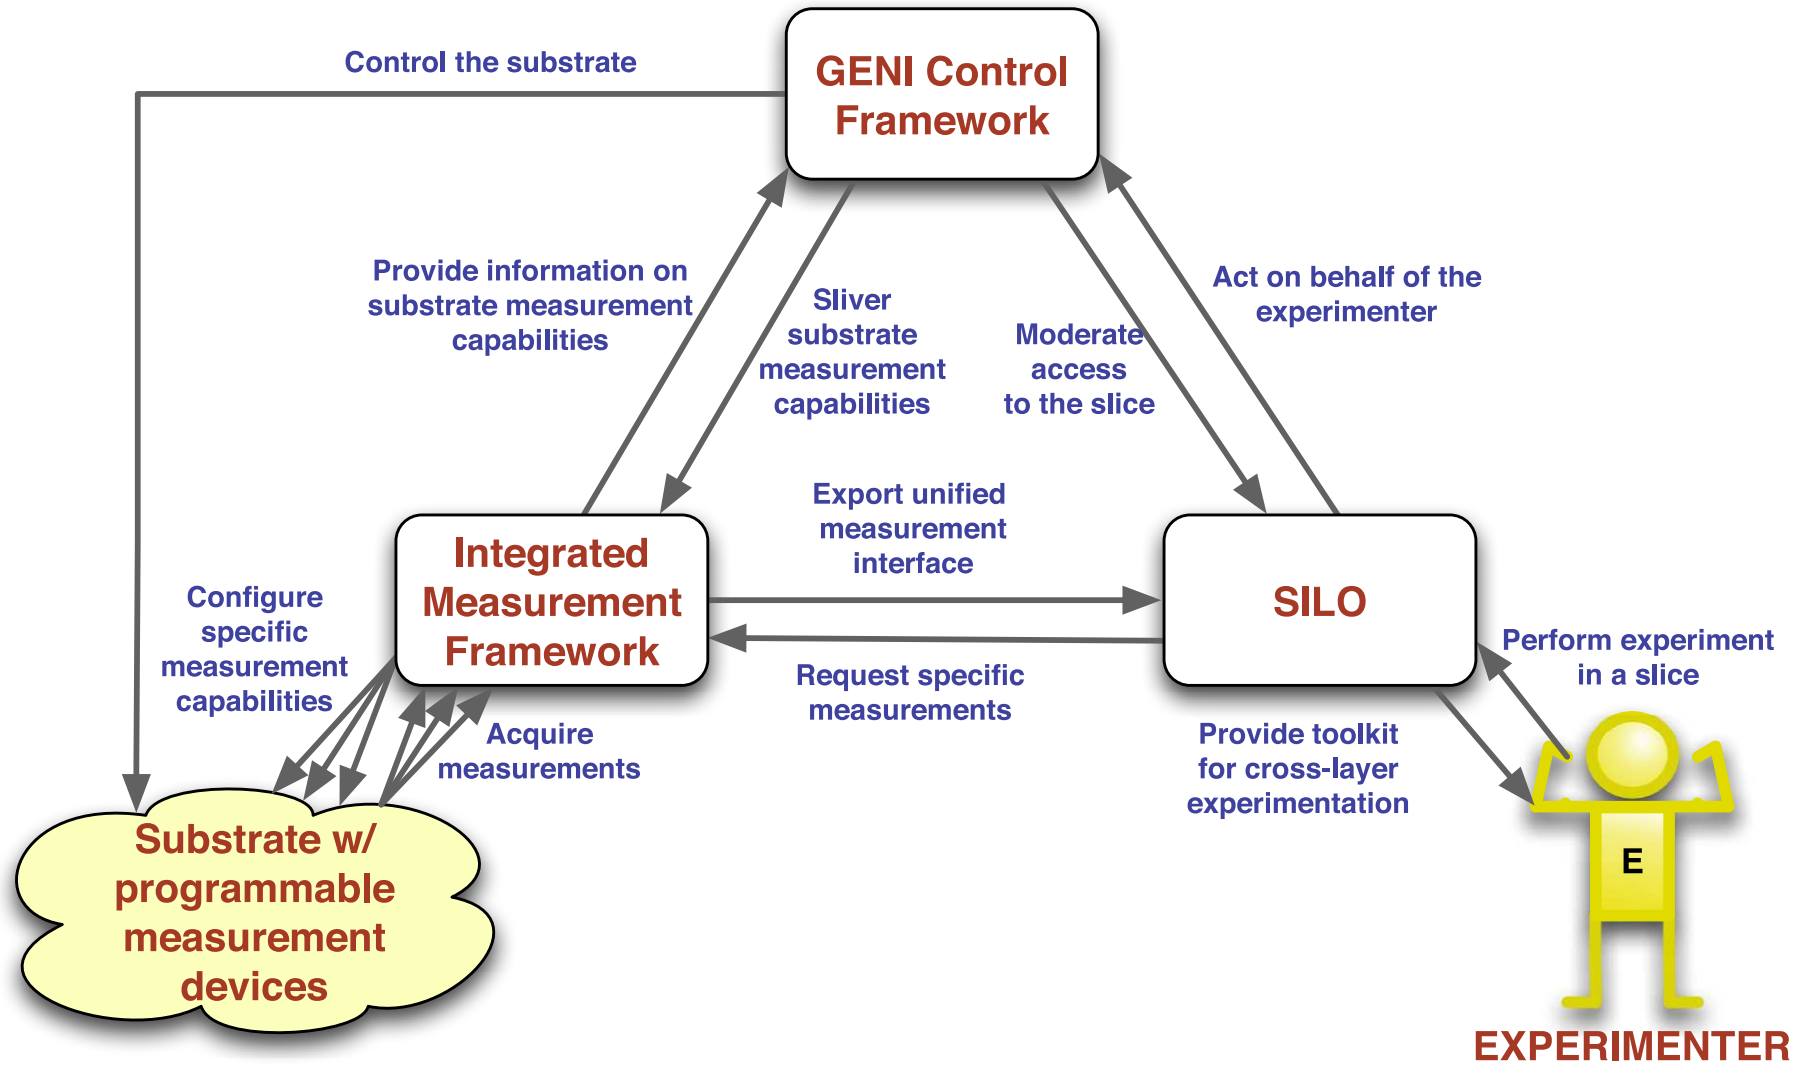 Control the substrate
GENI Control
Framework
Provide information on
substrate measurement
capabilities
Sliver
substrate
measurement
capabilities
Moderate
access
to the slice
Act on behalf of the
experimenter
Export unified
measurement
interface
Integrated
Measurement
Framework
SILO
Configure
specific
measurement
capabilities
Request specific
measurements
Perform experiment
in a slice
Acquire
measurements
Provide toolkit
for cross-layer
experimentation
Substrate w/
programmable
measurement
devices
E
EXPERIMENTER